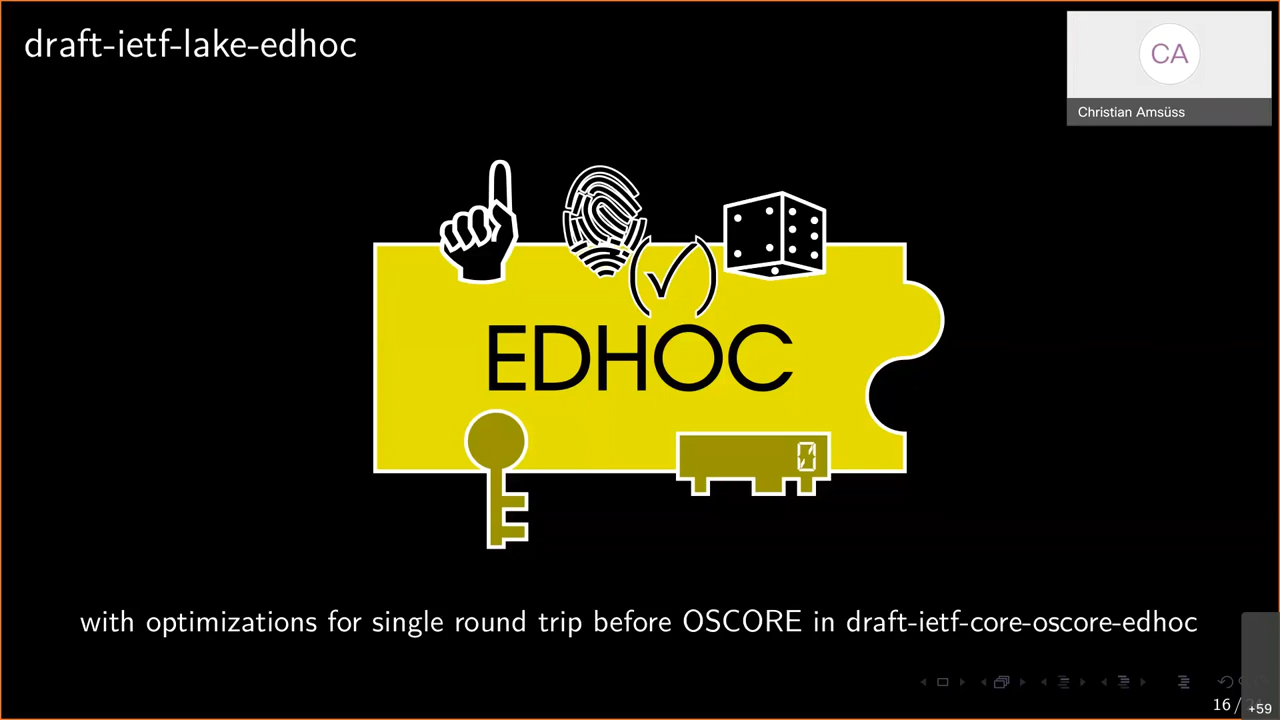 draft-ietf-lake-edhoc
CA
Christian Amsüss
EDHOC
0
with optimizations for single round trip before OSCORE in draft-ietf-core-oscore-edhoc
16 /
+59